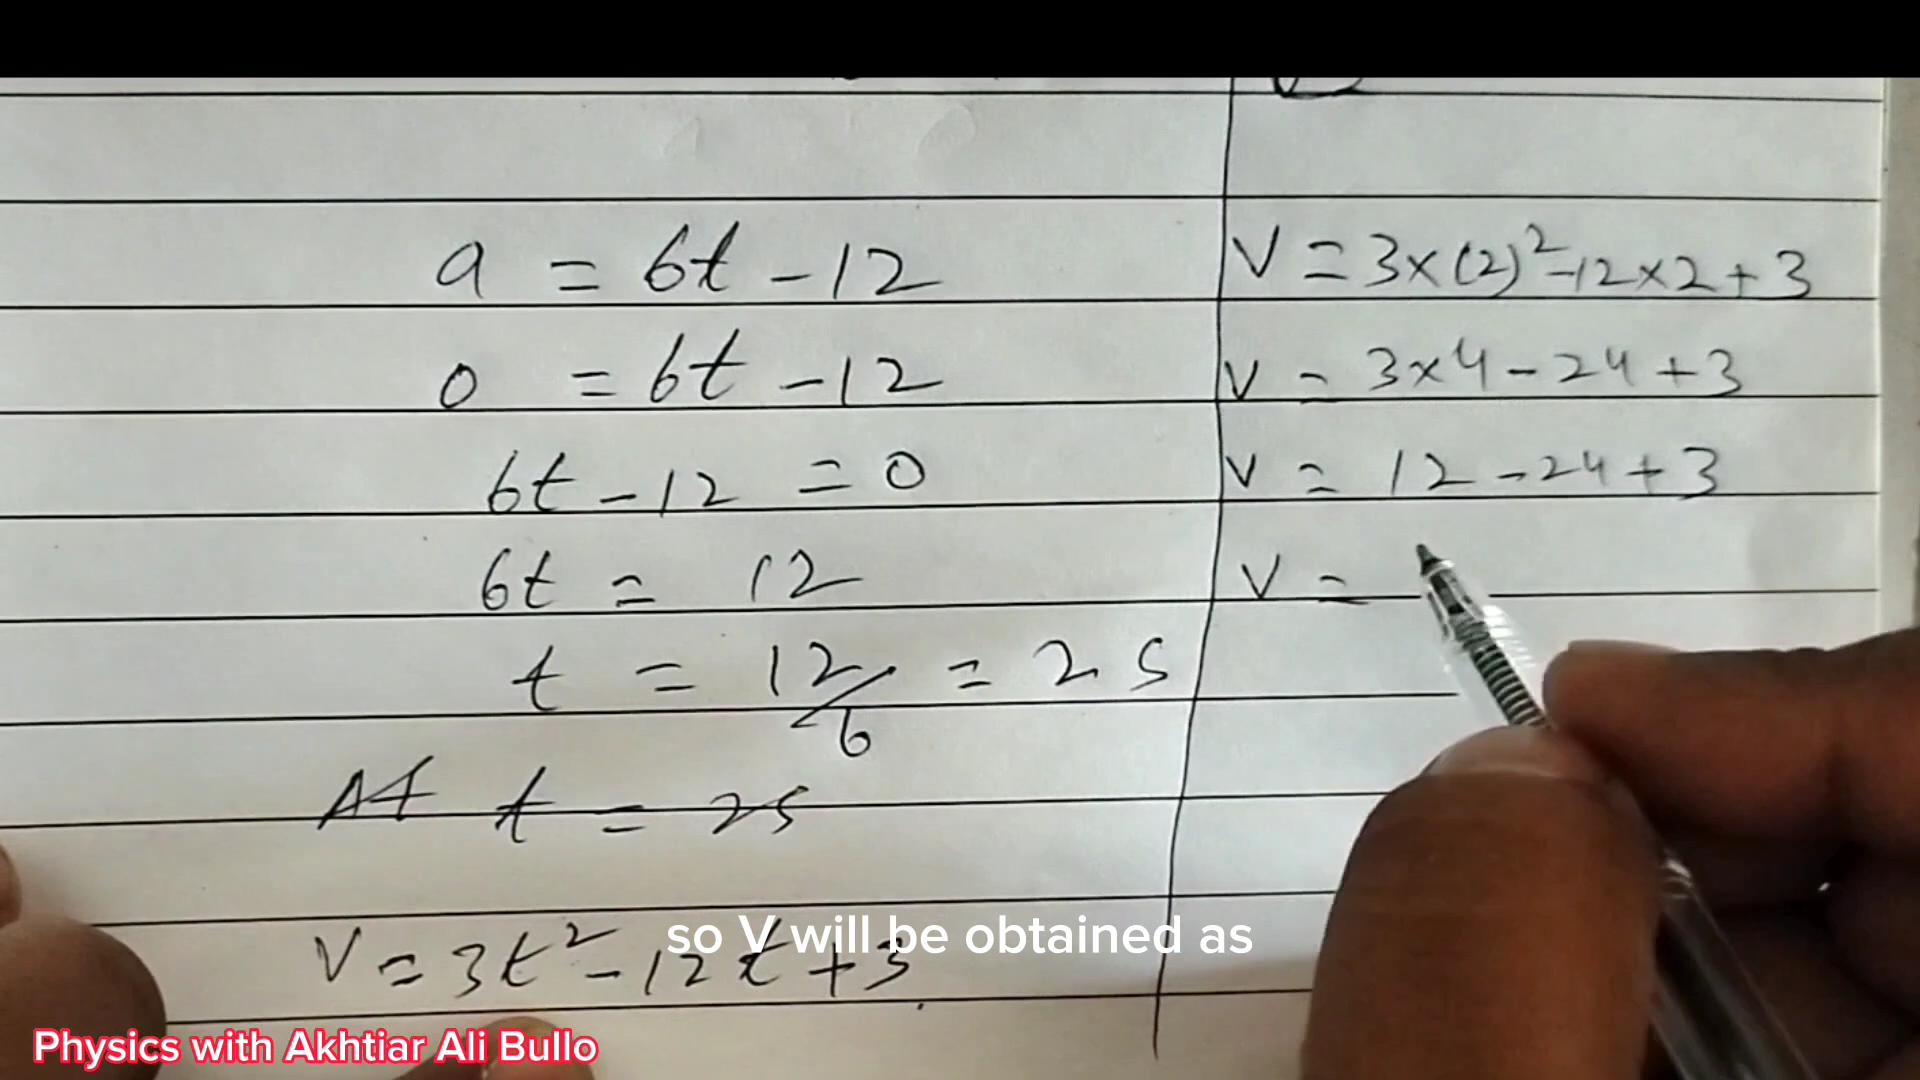 a = 6t - 12
0 = 6t - 12
6t - 12 = 0
6t = 12
t = 12/6 = 2 s
At t = 2s
V = 3t² - 12t + 3
V = 3×(2)² - 12×2 + 3
V = 3×4 - 24 + 3
V = 12 - 24 + 3
V =
so V will be obtained as
Physics with Akhtiar Ali Bullo